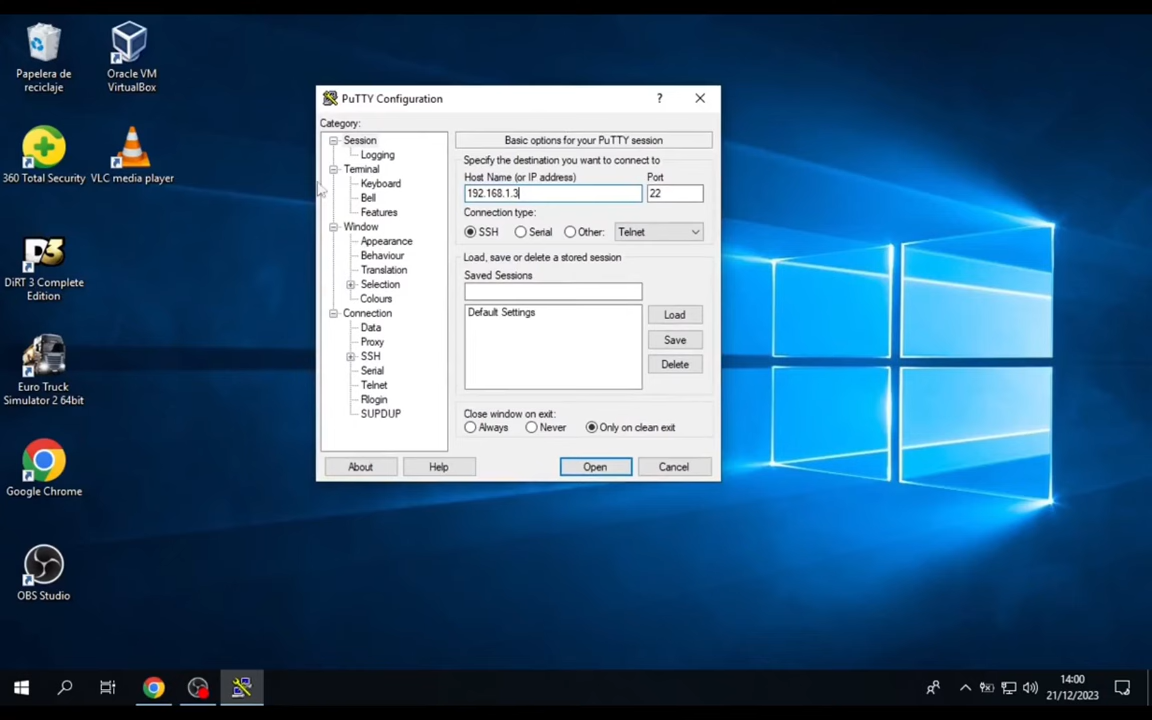 Papelera de
reciclaje
Oracle VM
VirtualBox
360 Total Security
VLC media player
DiRT 3 Complete
Edition
Euro Truck
Simulator 2 64bit
Google Chrome
OBS Studio
PuTTY Configuration
?
Category:
Session
Logging
Terminal
Keyboard
Bell
Features
Window
Appearance
Behaviour
Translation
Selection
Colours
Connection
Data
Proxy
SSH
Serial
Telnet
Rlogin
SUPDUP
Basic options for your PuTTY session
Specify the destination you want to connect to
Host Name (or IP address)
Port
192.168.1.3
22
Connection type:
SSH
Serial
Other:
Telnet
Load, save or delete a stored session
Saved Sessions
Default Settings
Load
Save
Delete
Close window on exit:
Always
Never
Only on clean exit
About
Help
Open
Cancel
14:00
21/12/2023